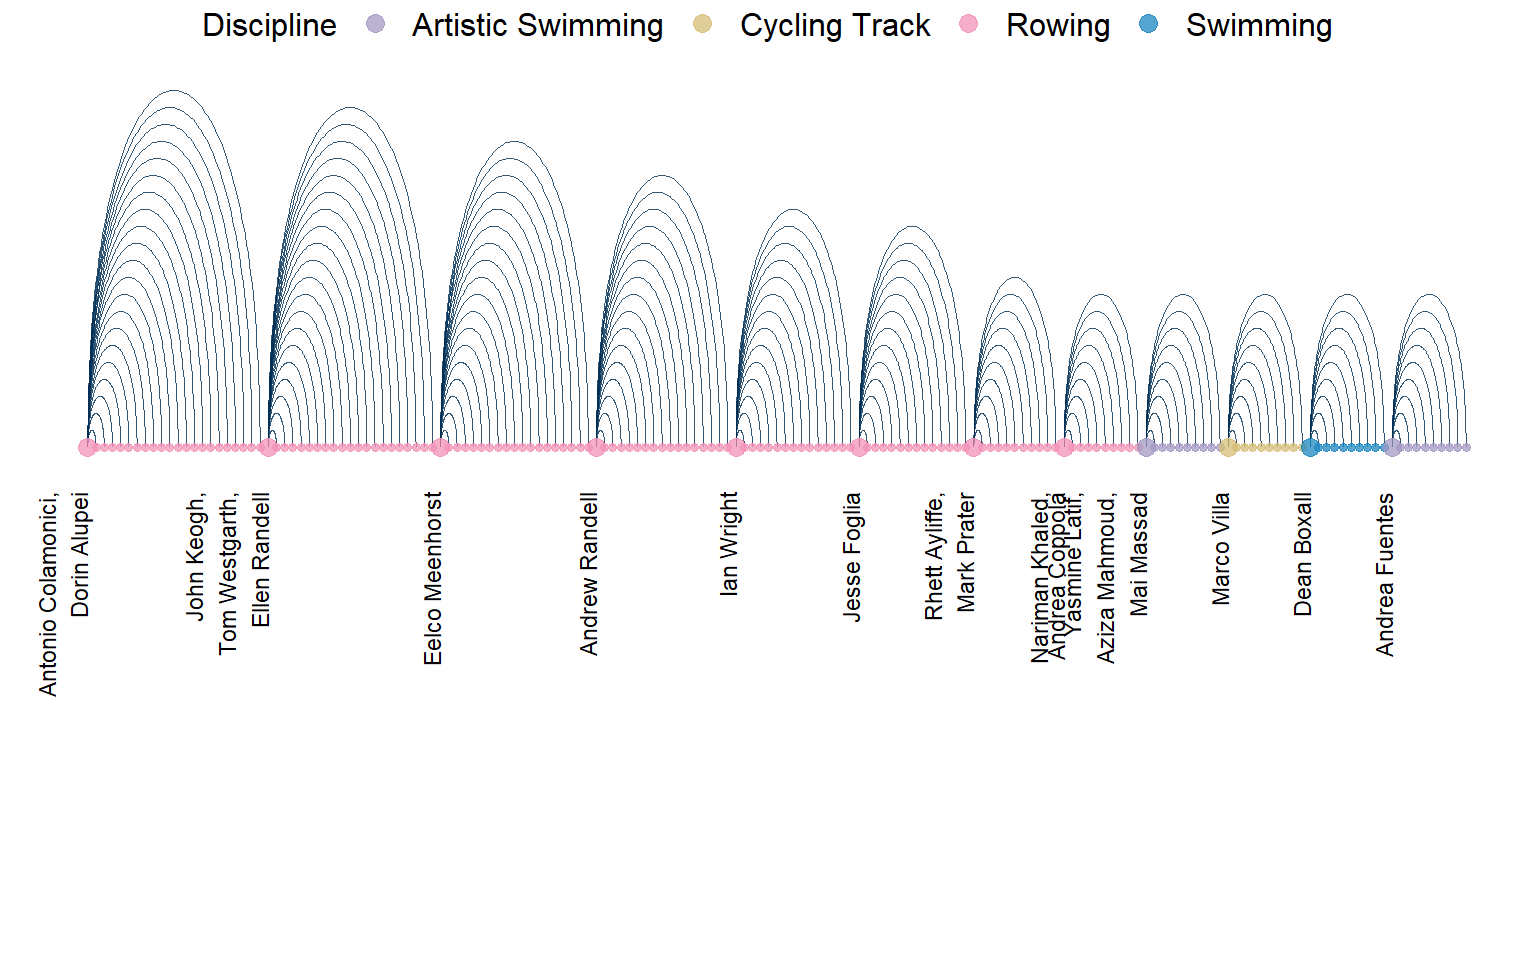 Discipline Artistic Swimming Cycling Track Rowing Swimming
Antonio Colamonici,
Dorin Alupei
John Keogh,
Tom Westgarth,
Ellen Randell
Eelco Meenhorst
Andrew Randell
Ian Wright
Jesse Foglia
Rhett Ayliffe,
Mark Prater
Nariman Khaled,
Andrea Coppola
Yasmine Latif,
Aziza Mahmoud,
Mai Massad
Marco Villa
Dean Boxall
Andrea Fuentes